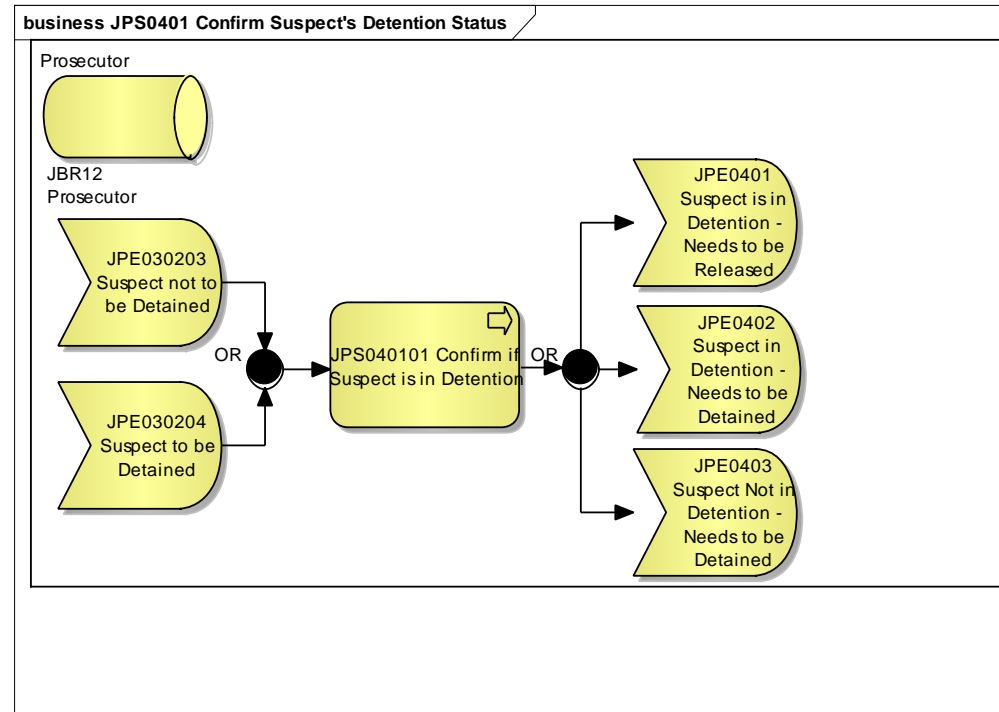 business JPS0401 Confirm Suspect's Detention Status
Prosecutor
JBR12
Prosecutor
JPE030203
Suspect not to
be Detained
OR
JPE030204
Suspect to be
Detained
JPS040101 Confirm if
Suspect is in Detention
OR
JPE0401
Suspect is in
Detention -
Needs to be
Released
JPE0402
Suspect in
Detention -
Needs to be
Detained
JPE0403
Suspect Not in
Detention -
Needs to be
Detained